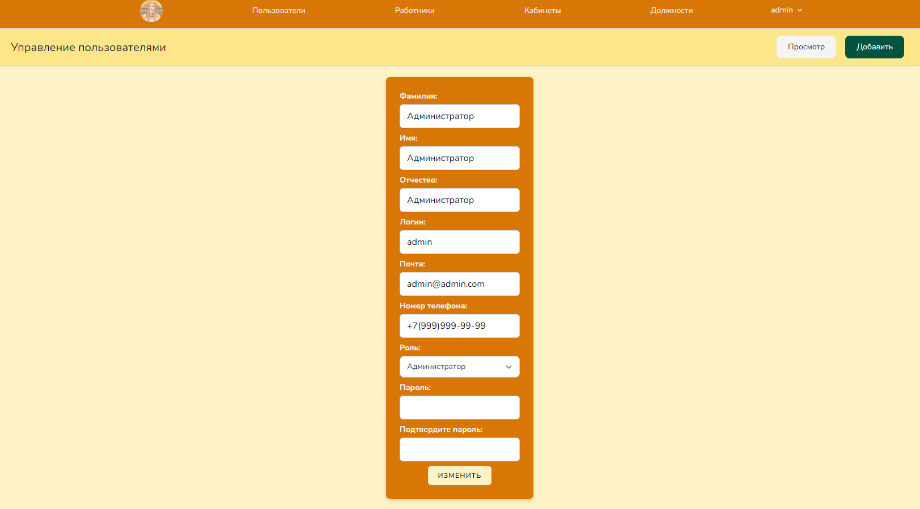 Пользователи Работники Кабинеты Должности admin
Управление пользователями Просмотр Добавить
Фамилия:
Администратор
Имя:
Администратор
Отчество:
Администратор
Логин:
admin
Почта:
admin@admin.com
Номер телефона:
+7(999)999-99-99
Роль:
Администратор
Пароль:
Подтвердите пароль:
ИЗМЕНИТЬ